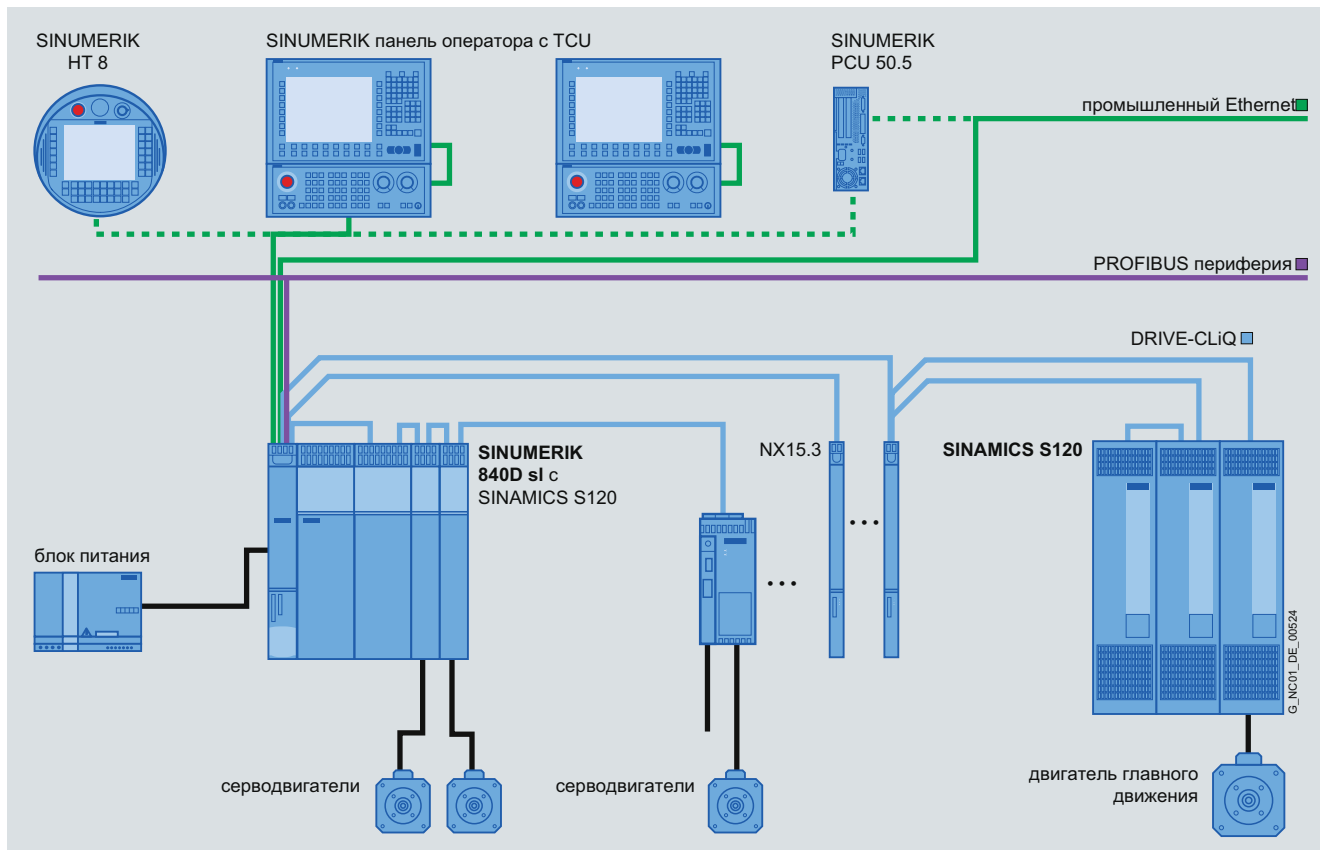 SINUMERIK
HT 8
SINUMERIK панель оператора с TCU
SINUMERIK
PCU 50.5
промышленный Ethernet
PROFIBUS периферия
DRIVE-CLiQ
SINUMERIK
840D sl с
SINAMICS S120
NX15.3
SINAMICS S120
блок питания
...
...
серводвигатели
серводвигатели
двигатель главного
движения
G_NC01_DE_00524